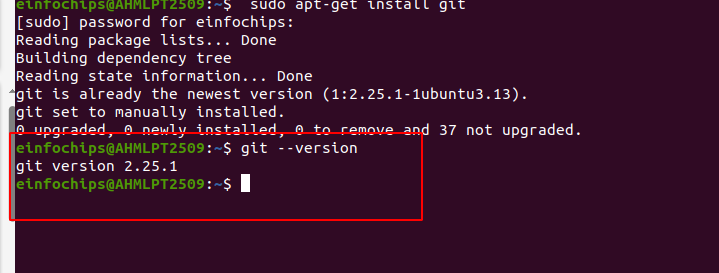 einfochips@AHMLPT2509:~$  sudo apt-get install git
[sudo] password for einfochips:
Reading package lists... Done
Building dependency tree
Reading state information... Done
git is already the newest version (1:2.25.1-1ubuntu3.13).
git set to manually installed.
0 upgraded, 0 newly installed, 0 to remove and 37 not upgraded.
einfochips@AHMLPT2509:~$ git --version
git version 2.25.1
einfochips@AHMLPT2509:~$